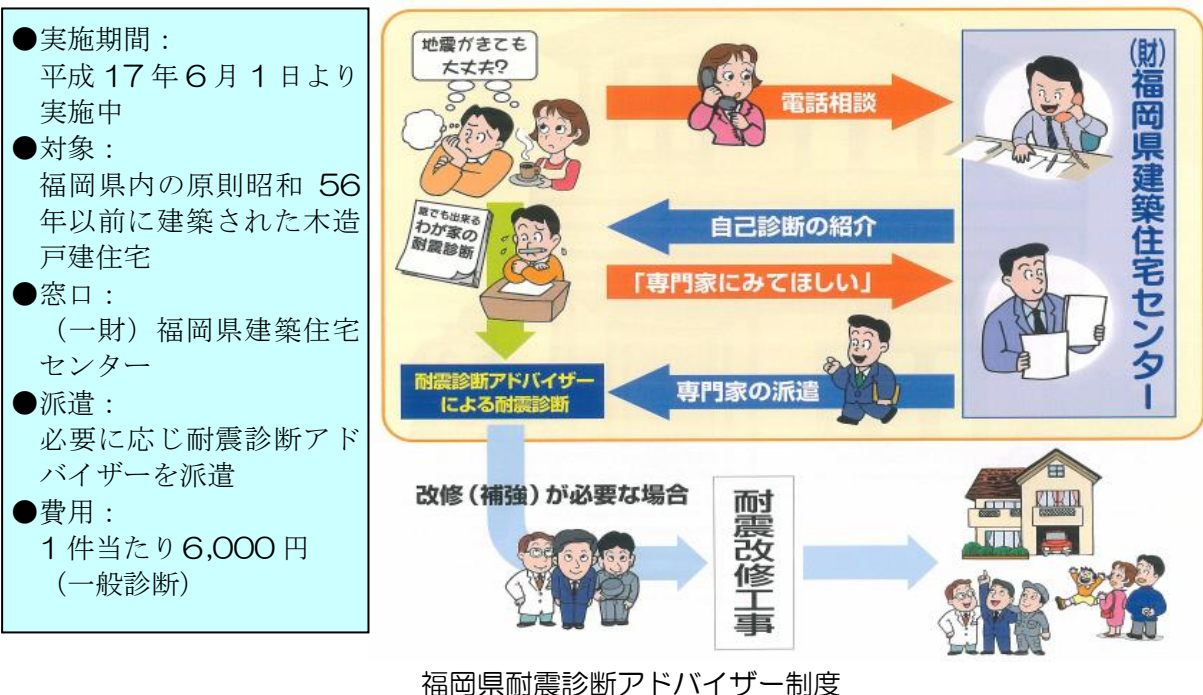 ●実施期間：
平成 17 年 6 月 1 日より
実施中
●対象：
福岡県内の原則昭和 56
年以前に建築された木造
戸建住宅
●窓口：
（一財）福岡県建築住宅
センター
●派遣：
必要に応じ耐震診断アド
バイザーを派遣
●費用：
1 件当たり 6,000 円
（一般診断）
地震がきても
大丈夫?
電話相談
(財)福岡県建築住宅センター
誰でも出来る
わが家の
耐震診断
自己診断の紹介
「専門家にみてほしい」
耐震診断アドバイザー
による耐震診断
専門家の派遣
改修（補強）が必要な場合
耐震改修工事
福岡県耐震診断アドバイザー制度